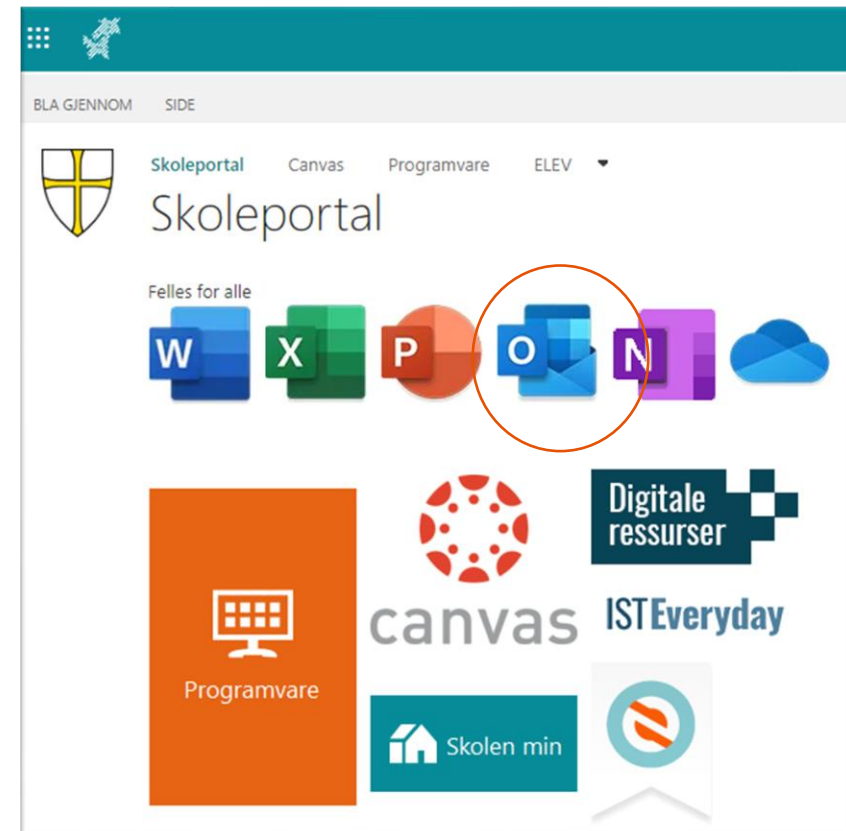 BLA GJENNOM SIDE
Skoleportal Canvas Programvare ELEV
Skoleportal
Felles for alle
W X P O N
Digitale
ressurser
canvas
ISTEveryday
Programvare
Skolen min